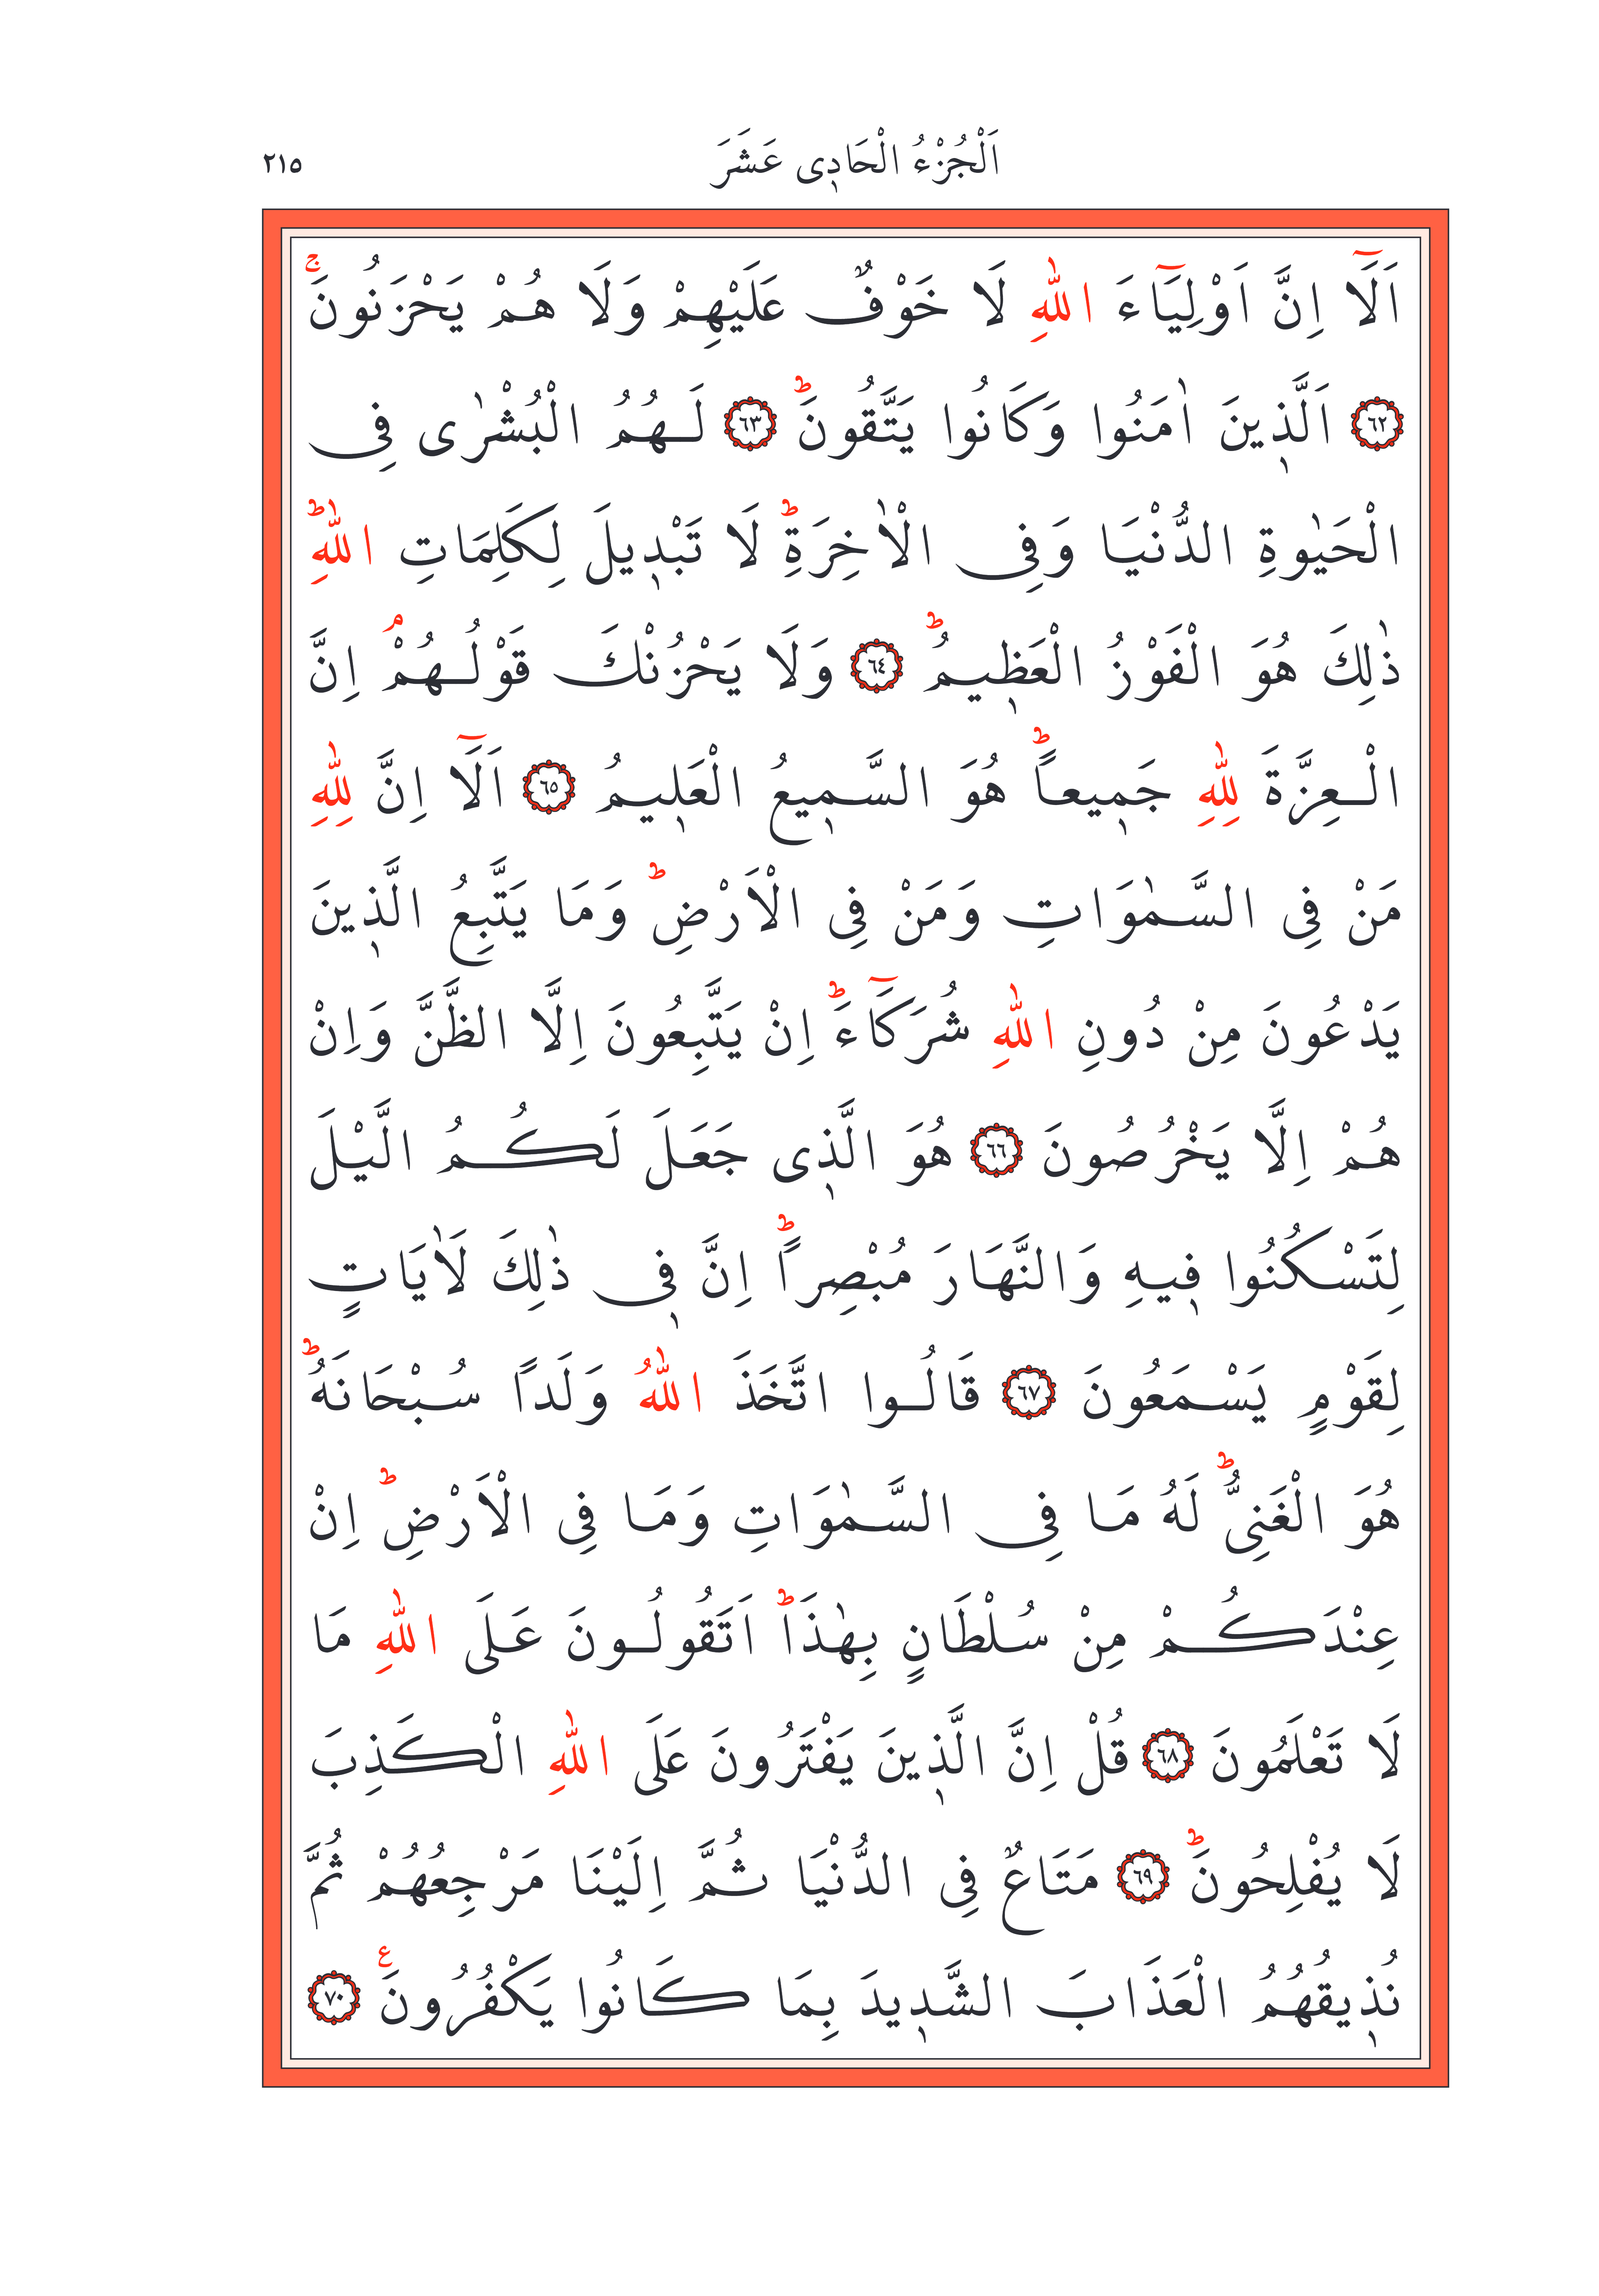 اَلْجُزْءُ الْحَادٖى عَشَرَ
٢١٥
اَلَٓا اِنَّ اَوْلِيَٓاءَ اللّٰهِ لَا خَوْفٌ عَلَيْهِمْ وَلَا هُمْ يَحْزَنُونَۚ
٦٢ اَلَّذٖينَ اٰمَنُوا وَكَانُوا يَتَّقُونَؕ ٦٣ لَهُمُ الْبُشْرٰى فِى
الْحَيٰوةِ الدُّنْيَا وَفِى الْاٰخِرَةِؕ لَا تَبْدٖيلَ لِكَلِمَاتِ اللّٰهِؕ
ذٰلِكَ هُوَ الْفَوْزُ الْعَظٖيمُؕ ٦٤ وَلَا يَحْزُنْكَ قَوْلُهُمْۘ اِنَّ
الْعِزَّةَ لِلّٰهِ جَمٖيعاًؕ هُوَ السَّمٖيعُ الْعَلٖيمُ ٦٥ اَلَٓا اِنَّ لِلّٰهِ
مَنْ فِى السَّمٰوَاتِ وَمَنْ فِى الْاَرْضِؕ وَمَا يَتَّبِعُ الَّذٖينَ
يَدْعُونَ مِنْ دُونِ اللّٰهِ شُرَكَٓاءَؕ اِنْ يَتَّبِعُونَ اِلَّا الظَّنَّ وَاِنْ
هُمْ اِلَّا يَخْرُصُونَ ٦٦ هُوَ الَّذٖى جَعَلَ لَكُمُ الَّيْلَ
لِتَسْكُنُوا فٖيهِ وَالنَّهَارَ مُبْصِراًؕ اِنَّ فٖى ذٰلِكَ لَاٰيَاتٍ
لِقَوْمٍ يَسْمَعُونَ ٦٧ قَالُوا اتَّخَذَ اللّٰهُ وَلَداً سُبْحَانَهُؕ
هُوَ الْغَنِىُّؕ لَهُ مَا فِى السَّمٰوَاتِ وَمَا فِى الْاَرْضِؕ اِنْ
عِنْدَكُمْ مِنْ سُلْطَانٍ بِهٰذَاؕ اَتَقُولُونَ عَلَى اللّٰهِ مَا
لَا تَعْلَمُونَ ٦٨ قُلْ اِنَّ الَّذٖينَ يَفْتَرُونَ عَلَى اللّٰهِ الْكَذِبَ
لَا يُفْلِحُونَؕ ٦٩ مَتَاعٌ فِى الدُّنْيَا ثُمَّ اِلَيْنَا مَرْجِعُهُمْ ثُمَّ
نُذٖيقُهُمُ الْعَذَابَ الشَّدٖيدَ بِمَا كَانُوا يَكْفُرُونَࣖ ٧٠